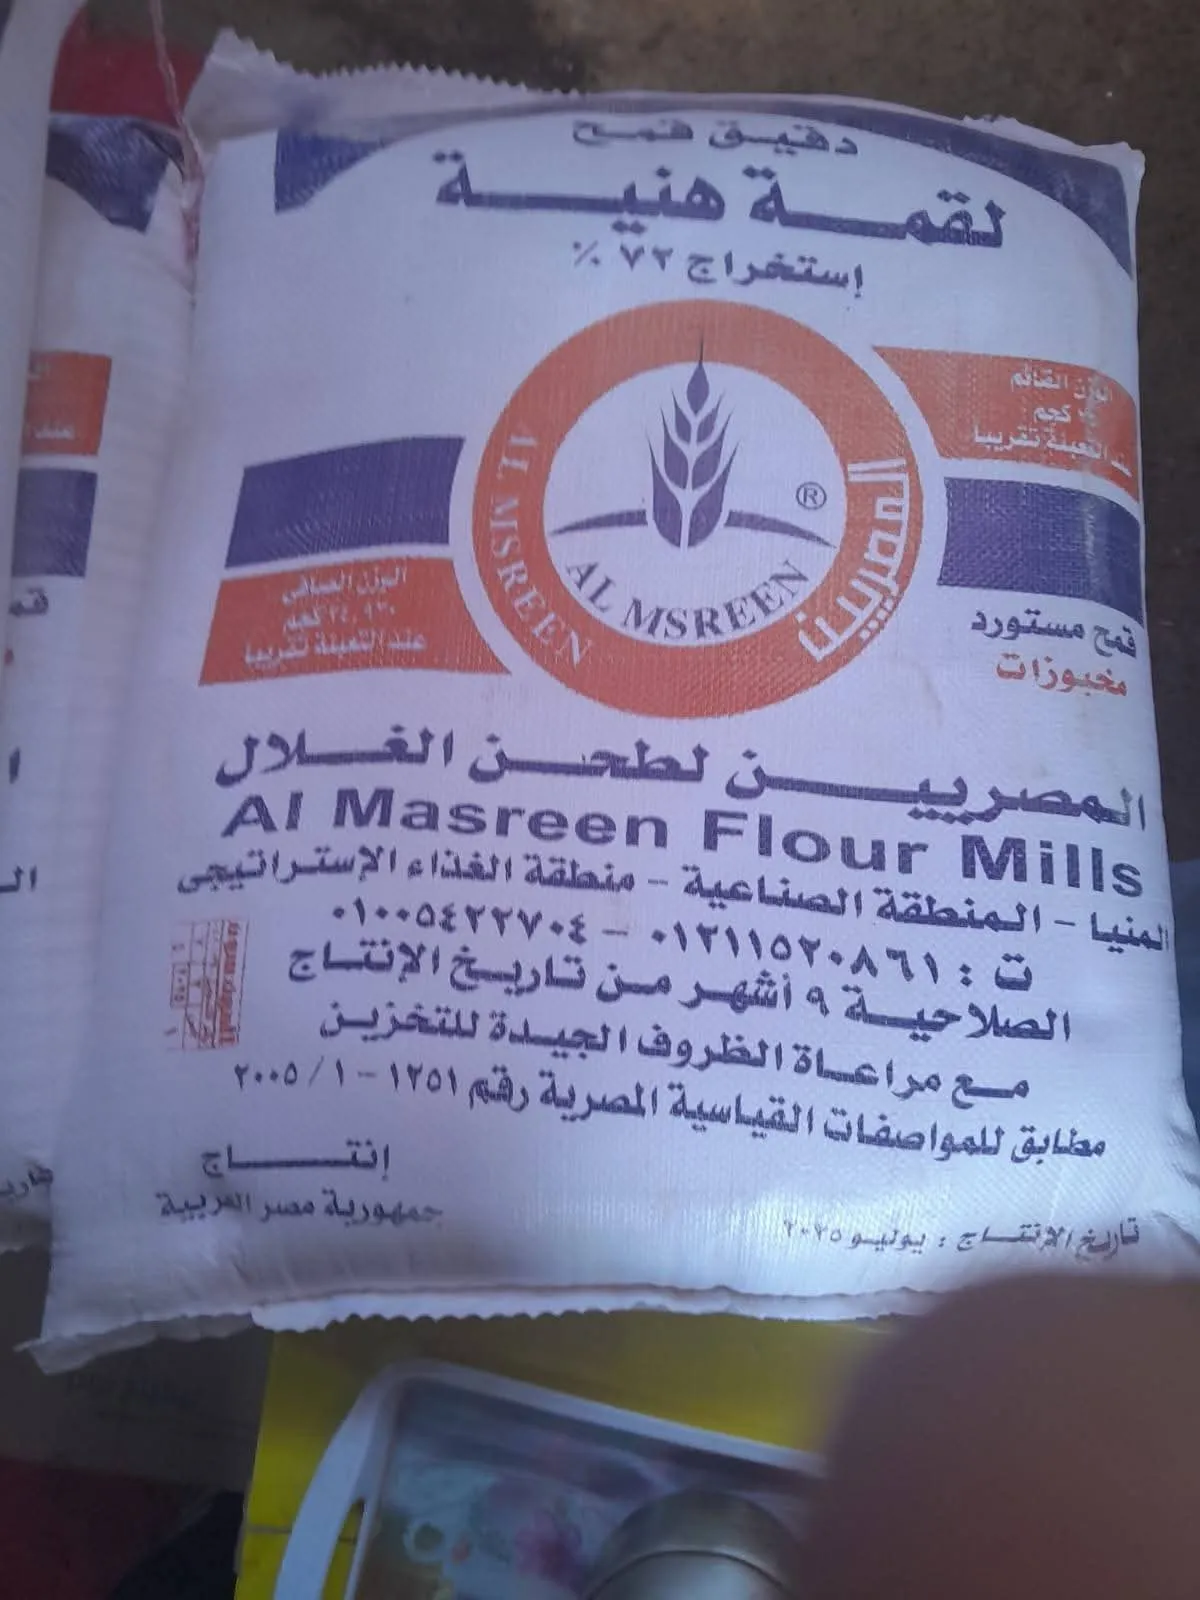 دقيق قمح
لقمة هنية
إستخراج ٧٢ ٪
الوزن القائم
كجم
عند التعبئة تقريبا
AL MSREEN
المصريين
®
AL MSREEN
الوزن الصافي
٢٤,٩٣٠ كجم
عند التعبئة تقريبا
قمح مستورد
مخبوزات
المصريين لطحن الغلال
Al Masreen Flour Mills
المنيا - المنطقة الصناعية - منطقة الغذاء الإستراتيجى
ت : ٠١٢١١٥٢٠٨٦١ - ٠١٠٠٥٤٢٢٧٠٤
الصلاحية ٩ أشهر من تاريخ الإنتاج
مع مراعاة الظروف الجيدة للتخزين
مطابق للمواصفات القياسية المصرية رقم ١٢٥١ - ١ / ٢٠٠٥
إنتاج
جمهورية مصر العربية
تاريخ الإنتاج : يوليو ٢٠٢٥